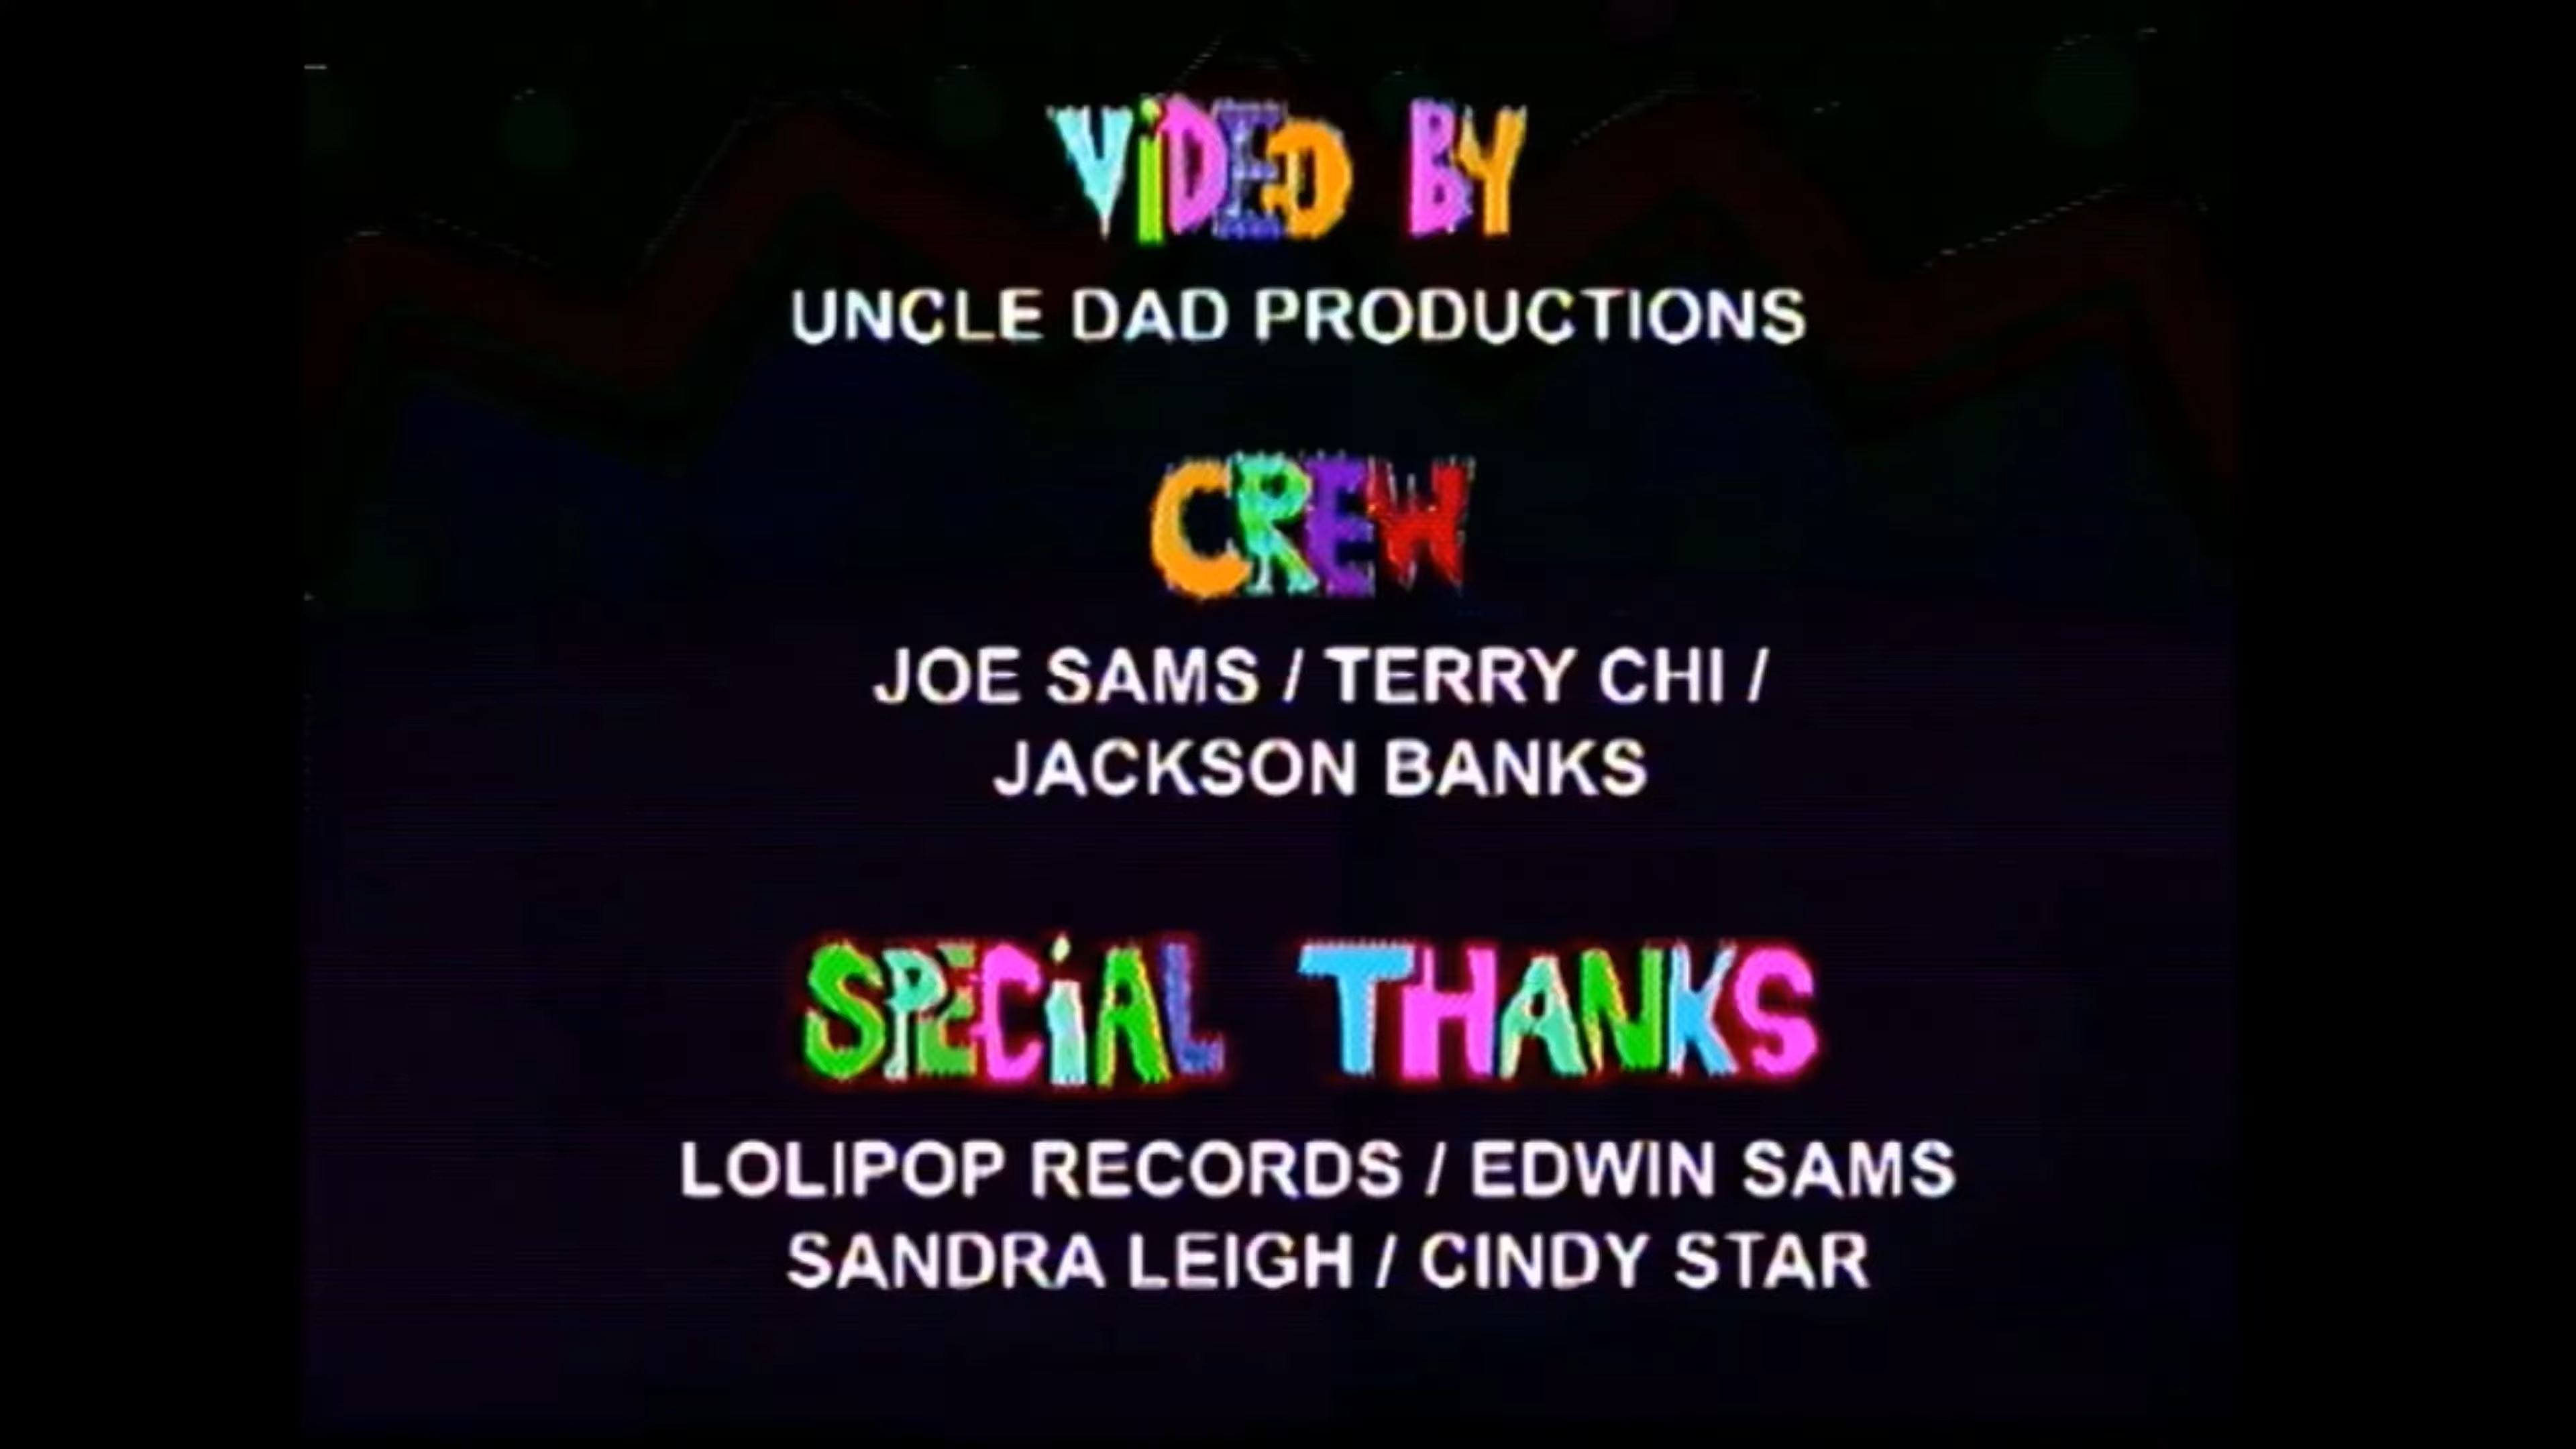 ViDEO BY
UNCLE DAD PRODUCTIONS
CREW
JOE SAMS / TERRY CHI /
JACKSON BANKS
SPECiAL THANKS
LOLIPOP RECORDS / EDWIN SAMS
SANDRA LEIGH / CINDY STAR